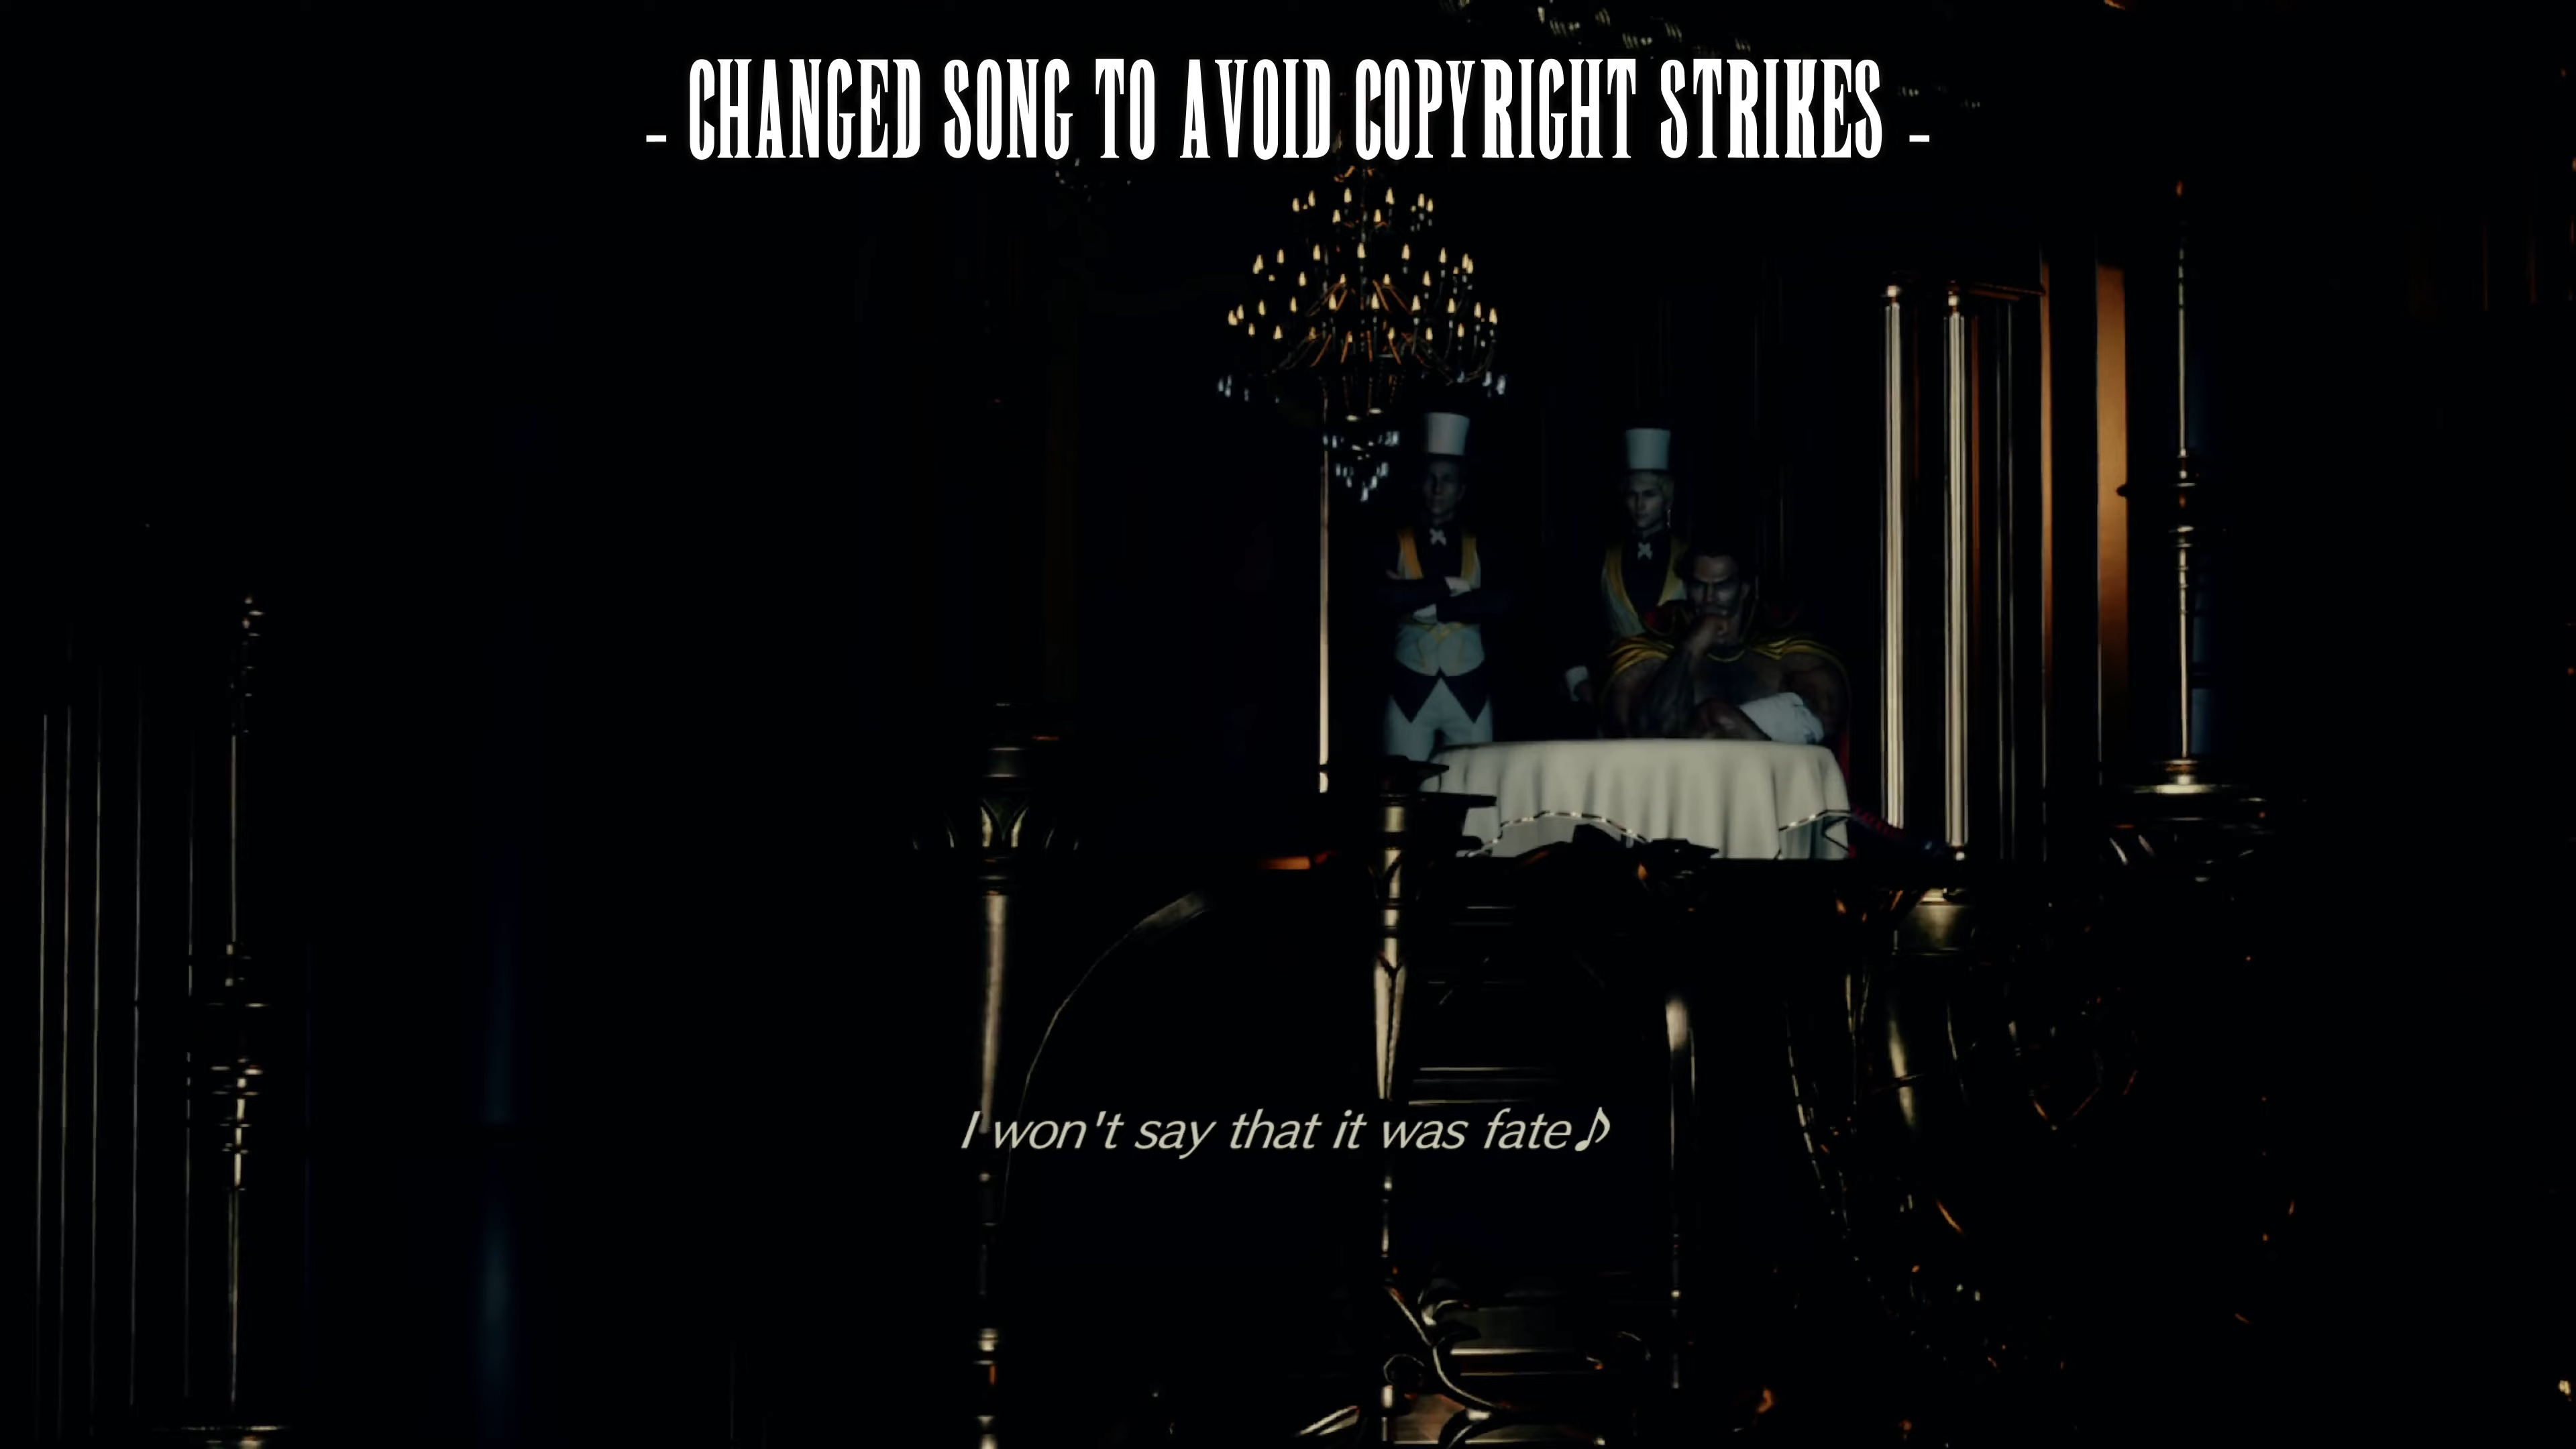 - CHANGED SONG TO AVOID COPYRIGHT STRIKES -
I won't say that it was fate♪